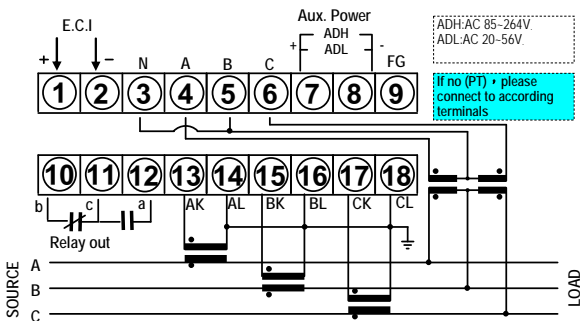 E.C.I
+ -
Aux. Power
ADH
+ ADL -
N A B C FG
1 2 3 4 5 6 7 8 9
ADH:AC 85~264V.
ADL:AC 20~56V.
If no (PT)，please
connect to according
terminals
10 11 12 13 14 15 16 17 18
b c a AK AL BK BL CK CL
Relay out
SOURCE
A
B
C
LOAD